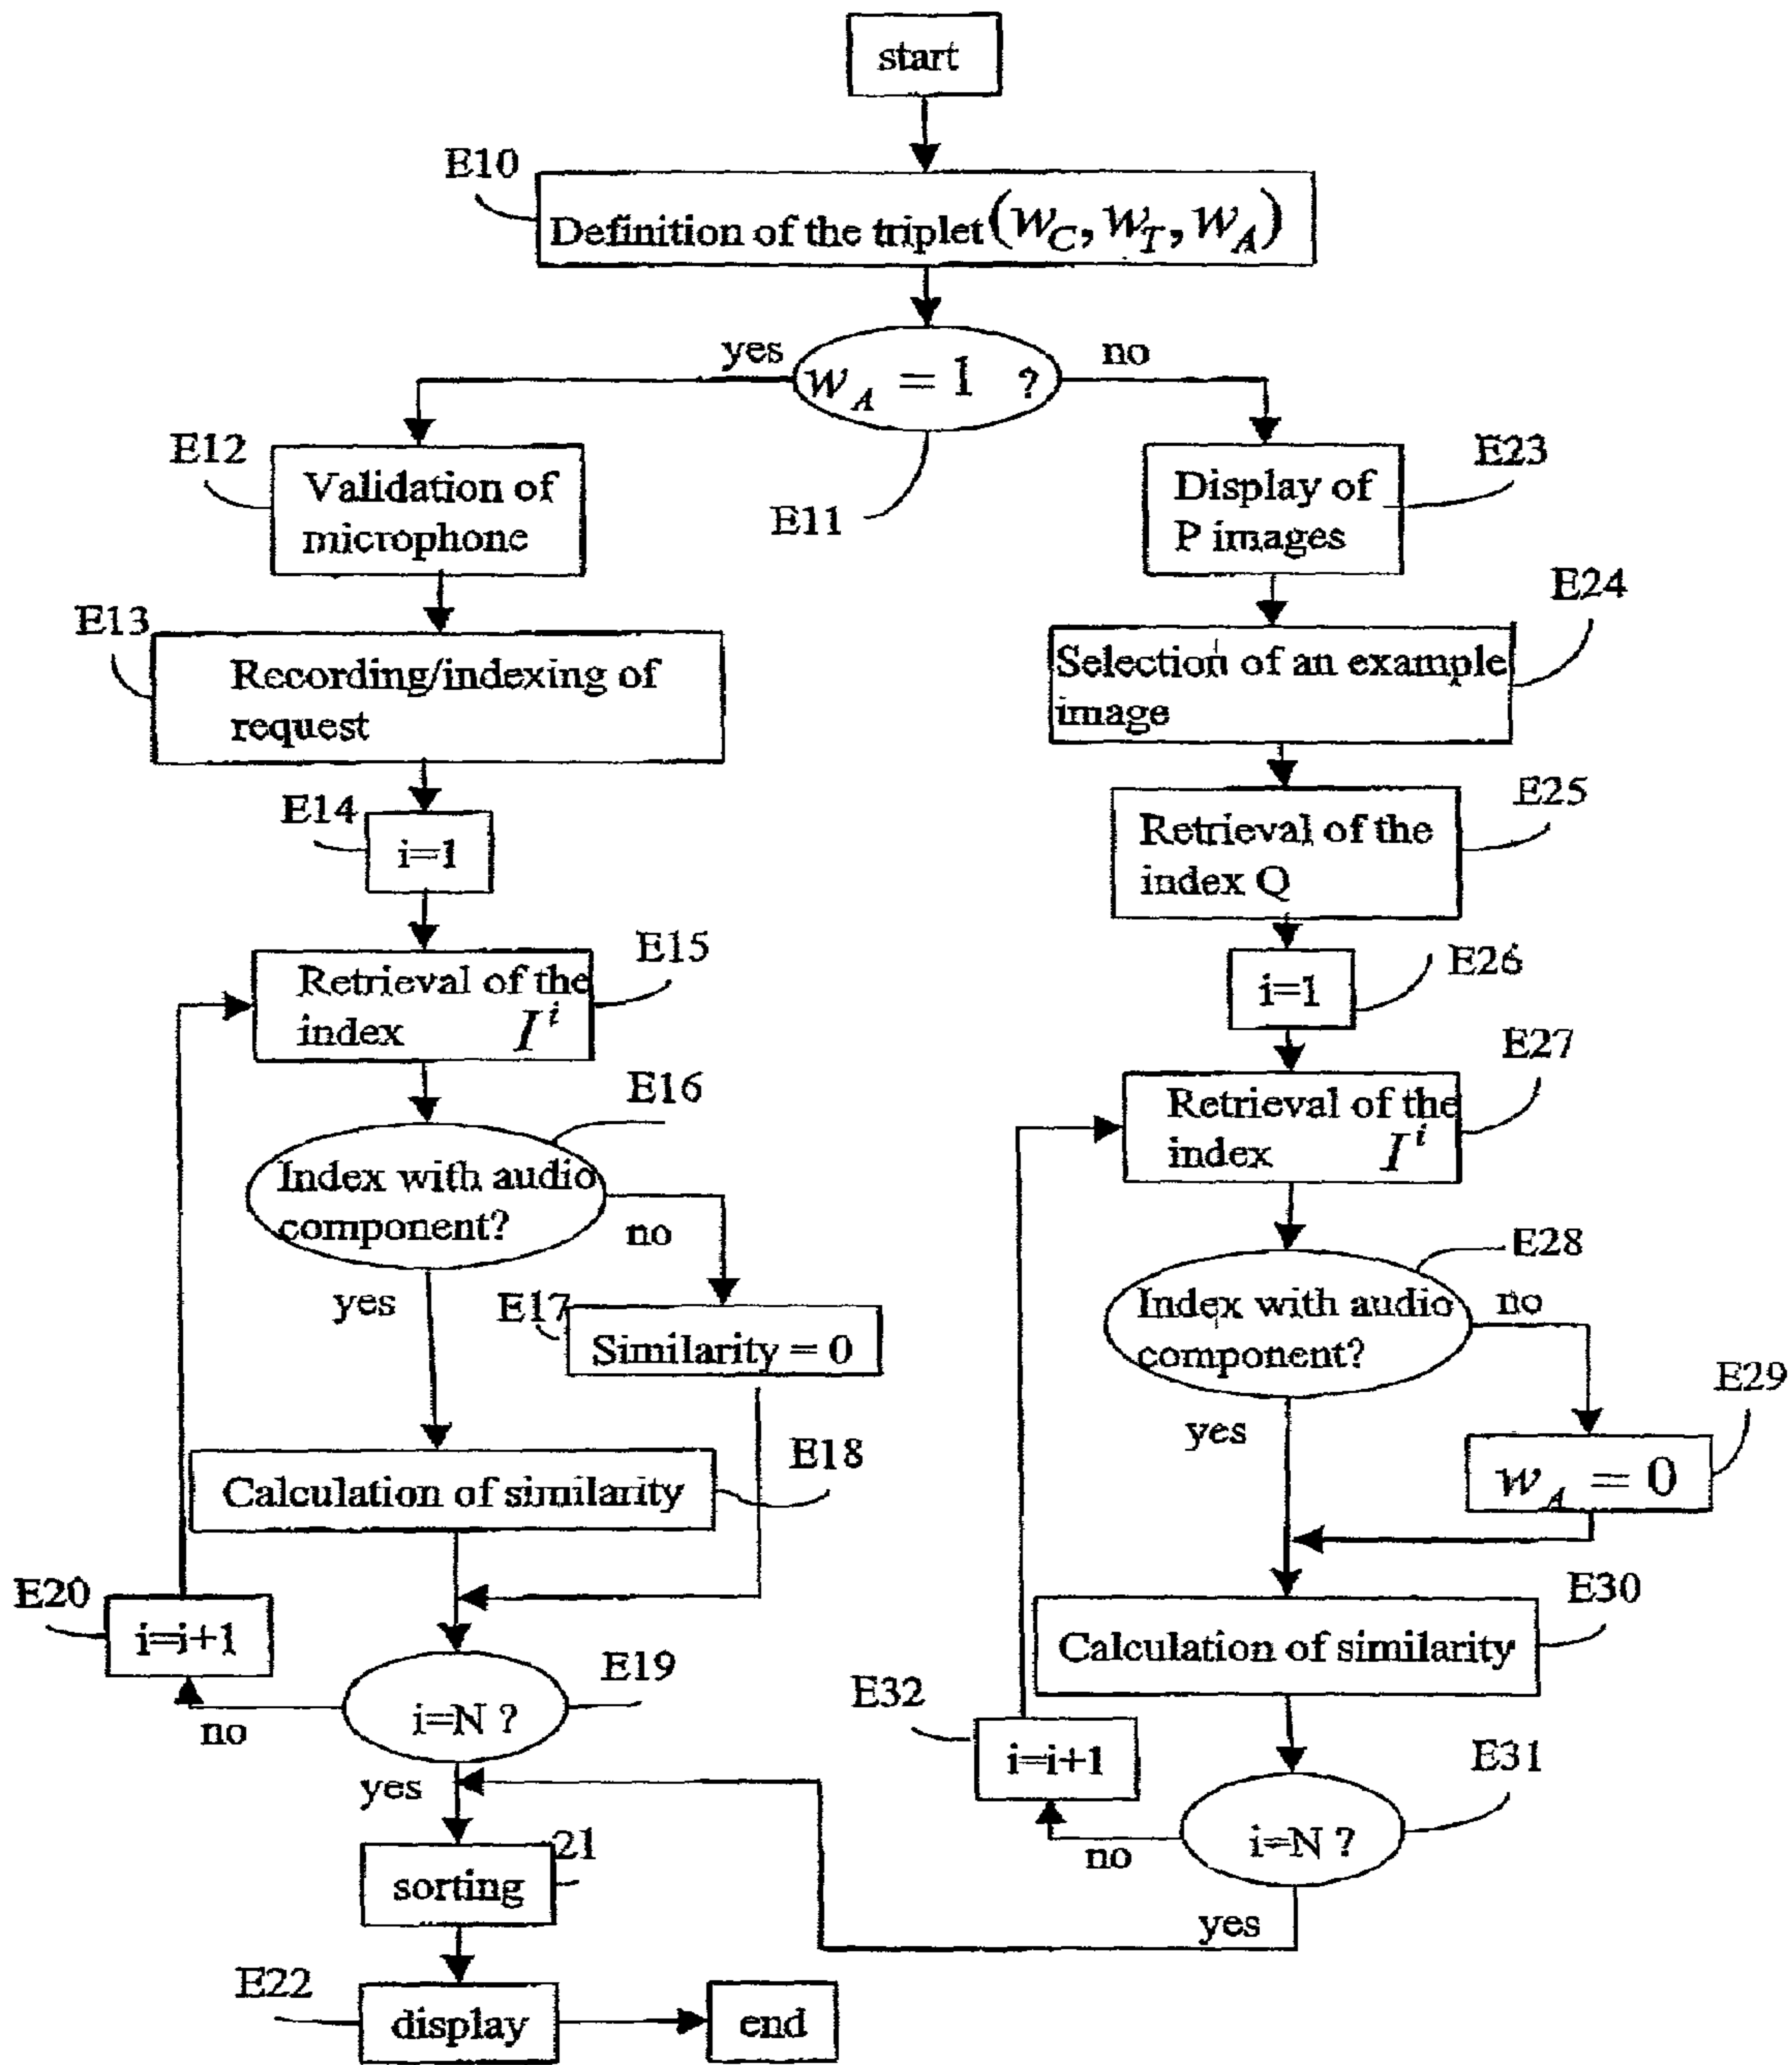 start
E10
Definition of the triplet (w_C, w_T, w_A)
yes
w_A = 1 ?
no
E11
E12
Validation of
microphone
E13
Recording/indexing of
request
E14
i=1
E15
Retrieval of the
index I^i
E16
Index with audio
component?
no
yes
E17
Similarity = 0
E18
Calculation of similarity
E20
i=i+1
E19
i=N ?
no
yes
21
sorting
E22
display
end
E23
Display of
P images
E24
Selection of an example
image
E25
Retrieval of the
index Q
E26
i=1
E27
Retrieval of the
index I^i
E28
Index with audio
component?
no
yes
E29
w_A = 0
E30
Calculation of similarity
E32
i=i+1
E31
i=N ?
no
yes